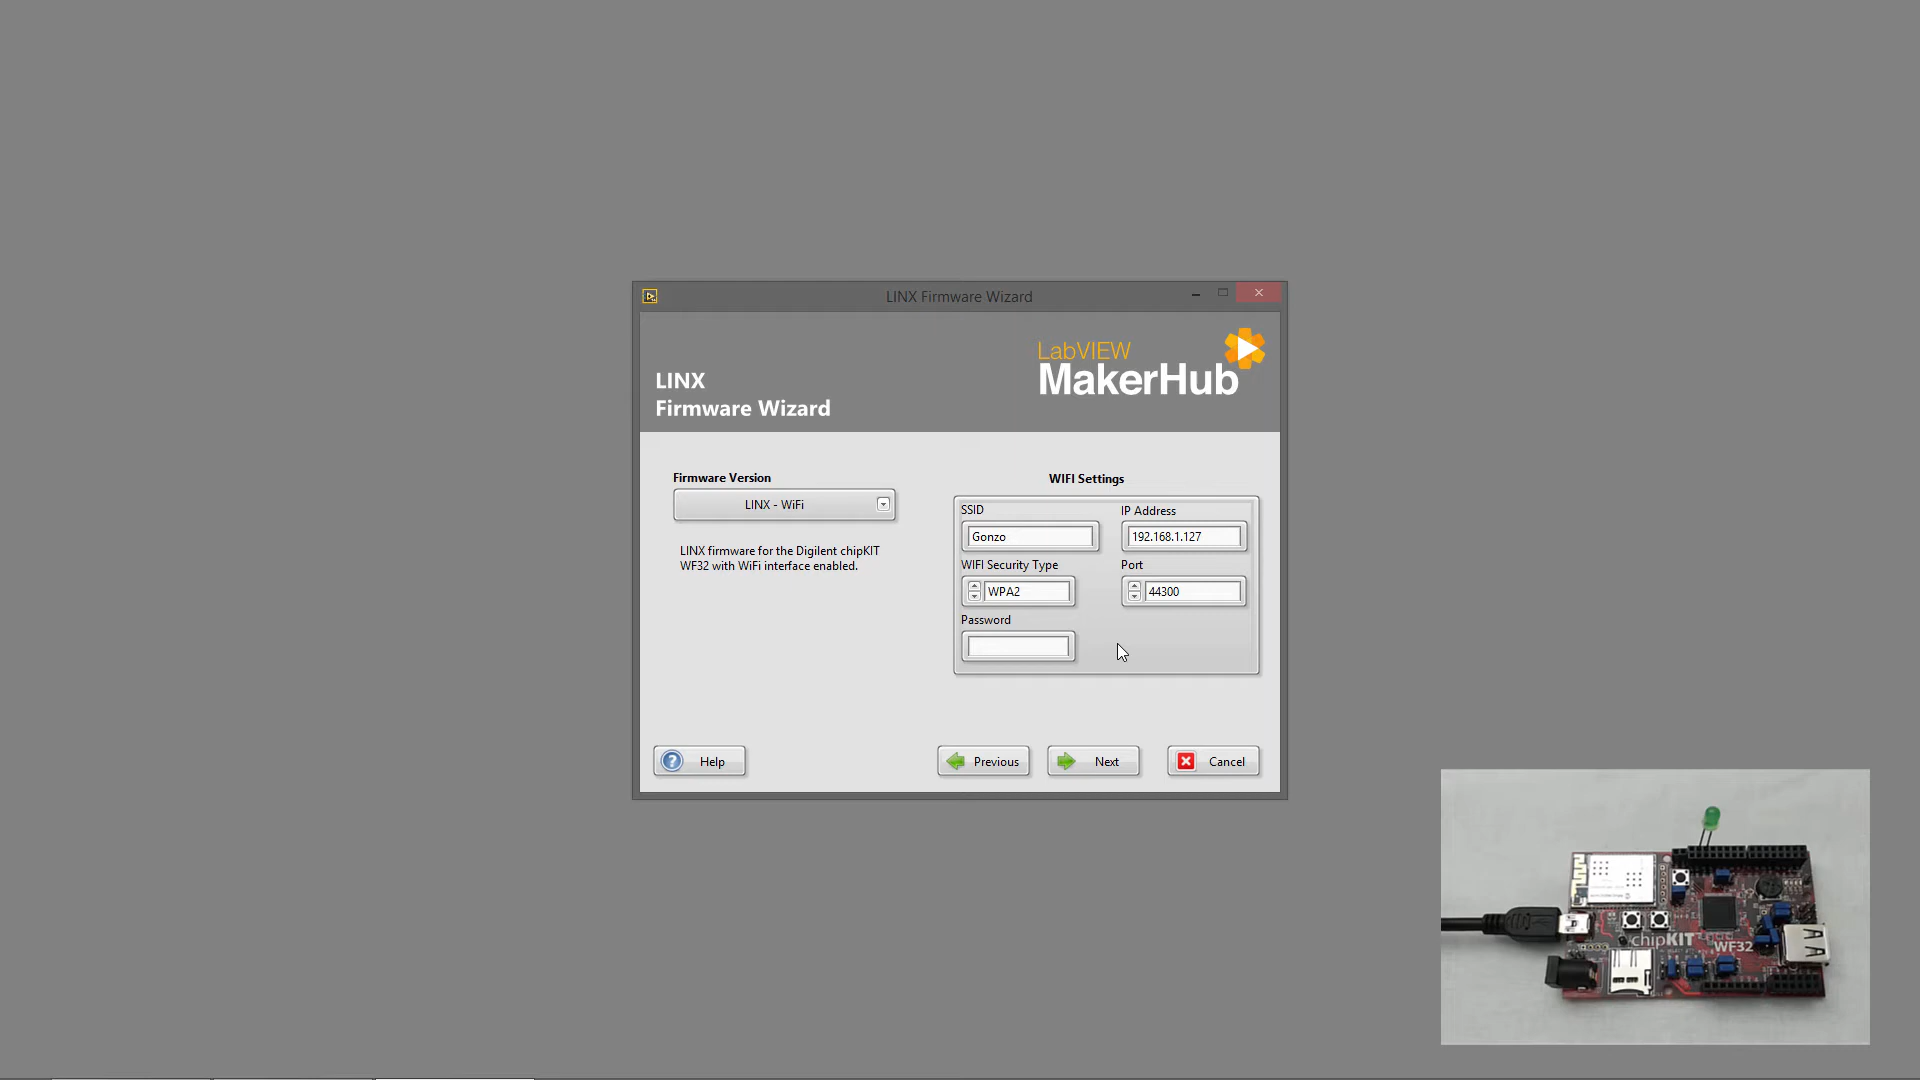 LINX Firmware Wizard
LabVIEW
MakerHub
LINX
Firmware Wizard
Firmware Version
LINX - WiFi
LINX firmware for the Digilent chipKIT
WF32 with WiFi interface enabled.
WIFI Settings
SSID
Gonzo
IP Address
192.168.1.127
WIFI Security Type
WPA2
Port
44300
Password
Help
Previous
Next
Cancel
chipKIT WF32